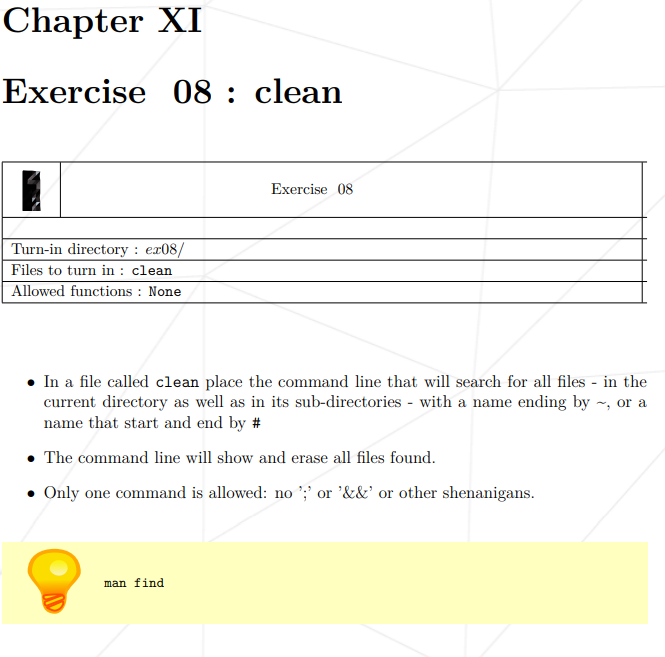 Chapter XI
Exercise 08 : clean
Exercise 08
Turn-in directory : ex08/
Files to turn in : clean
Allowed functions : None
• In a file called clean place the command line that will search for all files - in the
current directory as well as in its sub-directories - with a name ending by ~, or a
name that start and end by #
• The command line will show and erase all files found.
• Only one command is allowed: no ';' or '&&' or other shenanigans.
man find